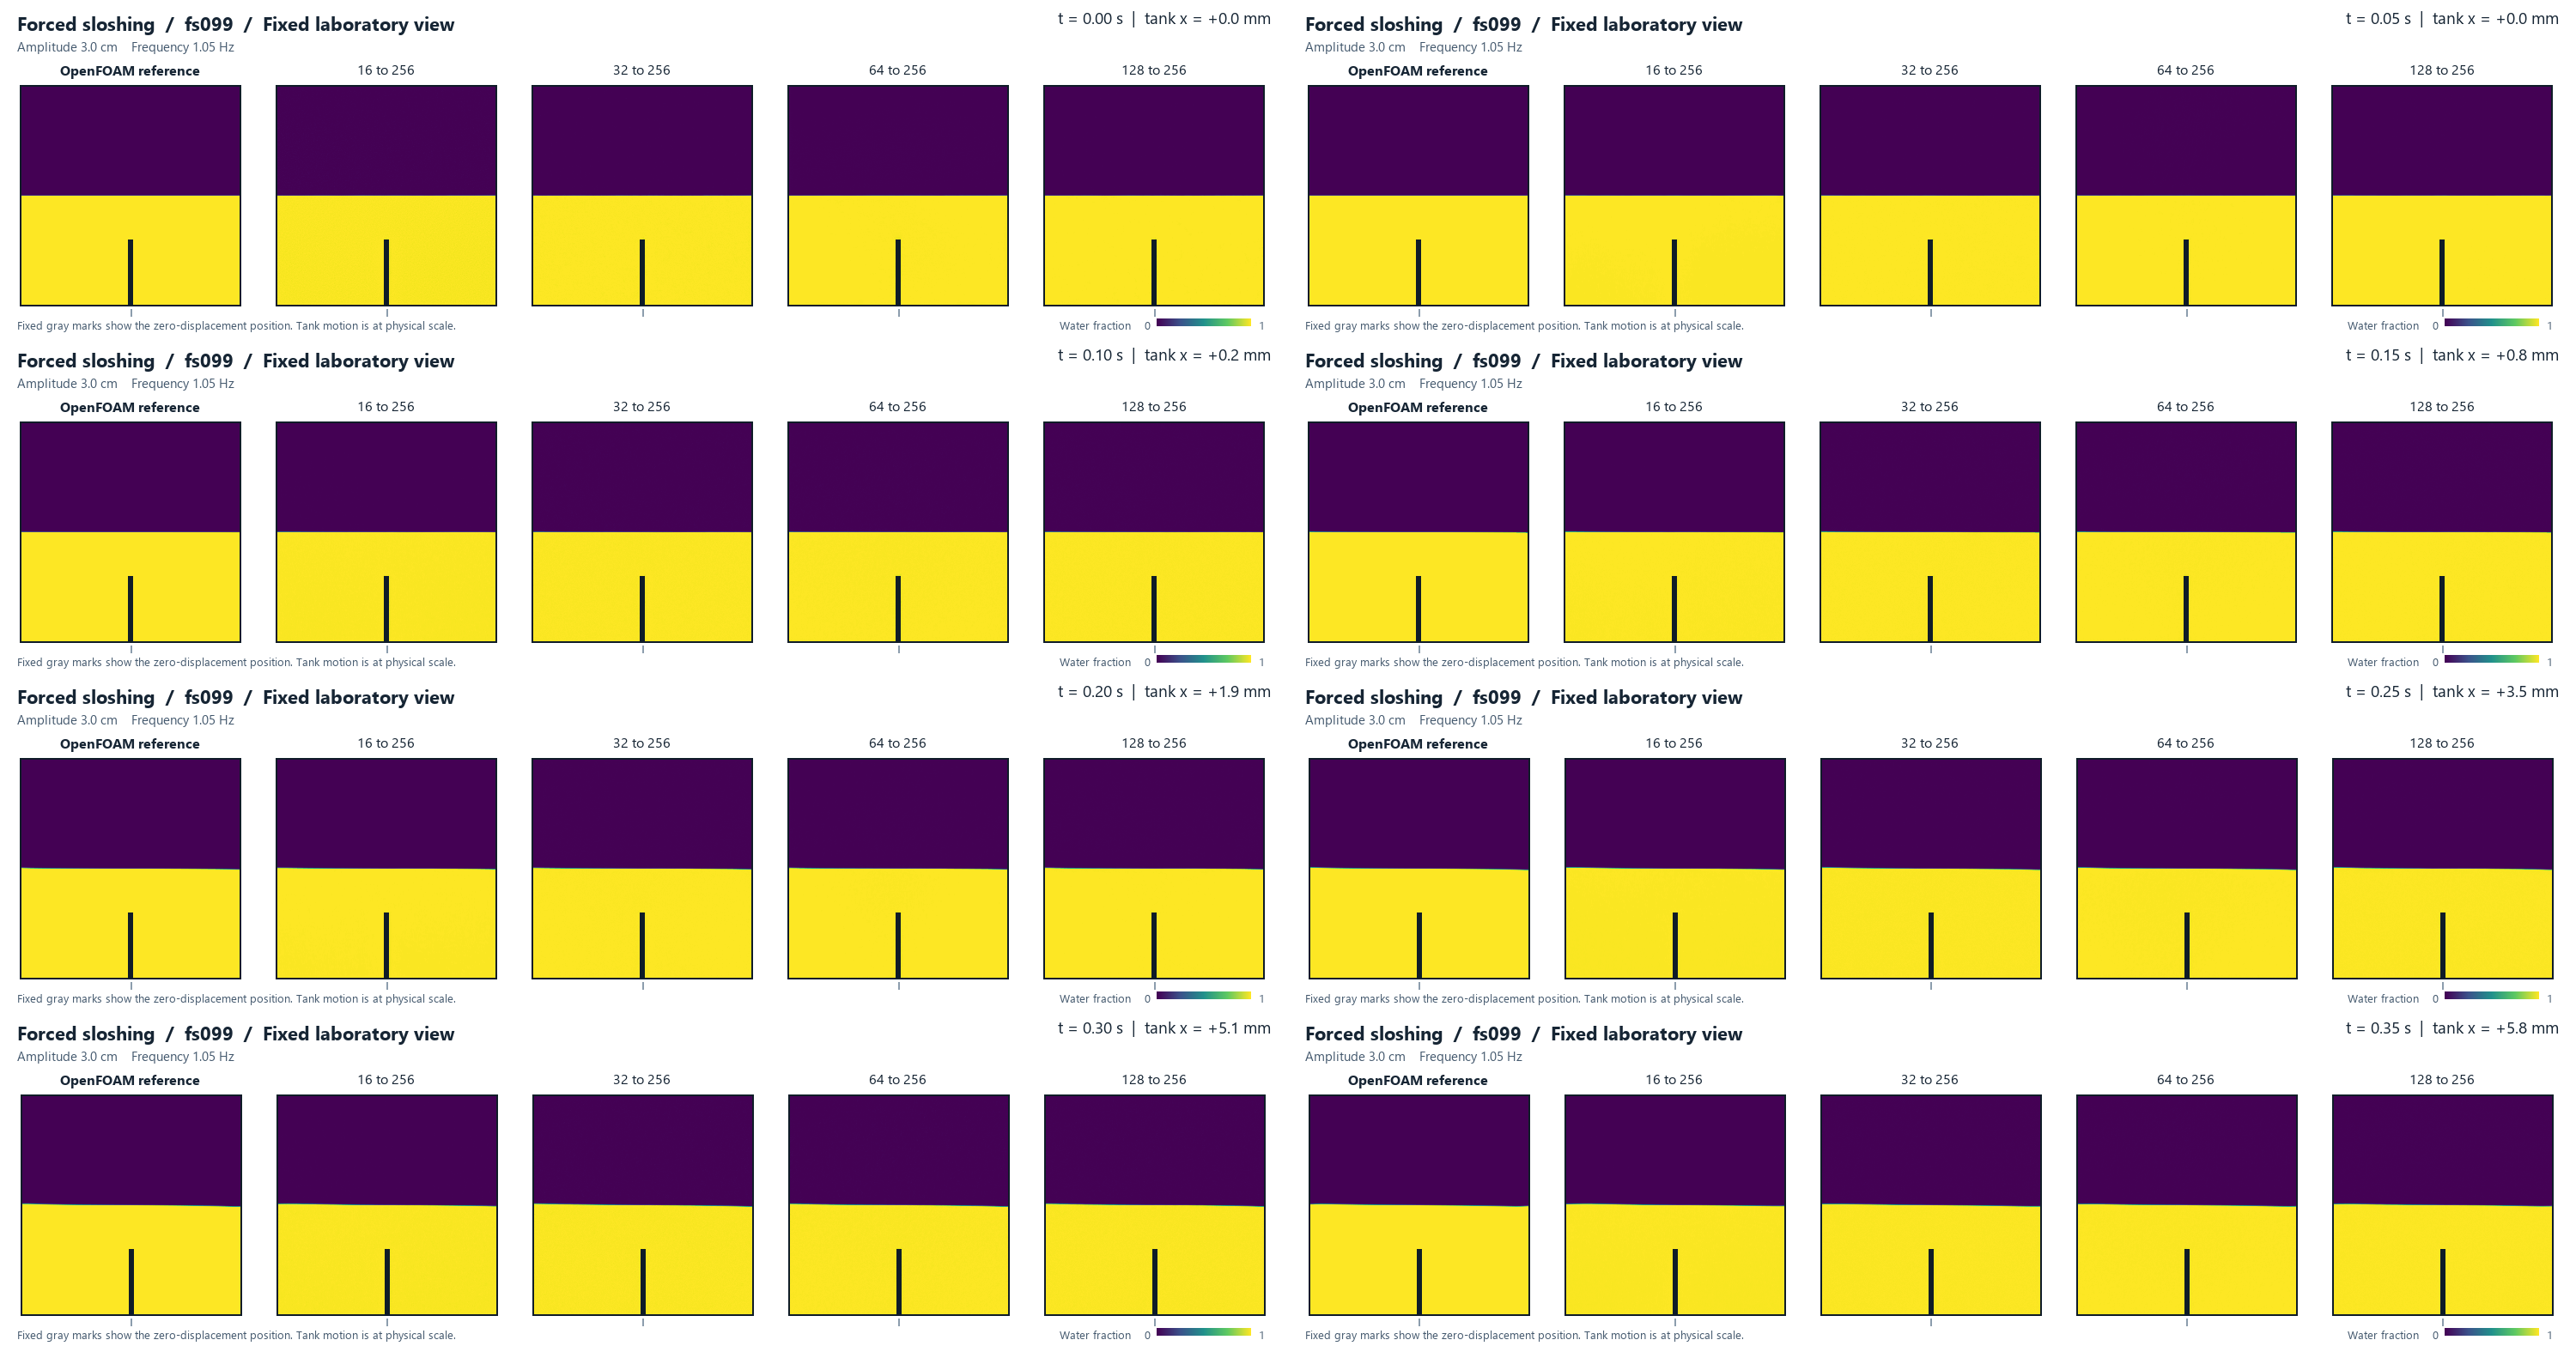 Forced sloshing / fs099 / Fixed laboratory view
t = 0.00 s | tank x = +0.0 mm
Amplitude 3.0 cm Frequency 1.05 Hz
OpenFOAM reference 16 to 256 32 to 256 64 to 256 128 to 256
Fixed gray marks show the zero-displacement position. Tank motion is at physical scale.
Water fraction 0 1
Forced sloshing / fs099 / Fixed laboratory view
t = 0.05 s | tank x = +0.0 mm
Amplitude 3.0 cm Frequency 1.05 Hz
OpenFOAM reference 16 to 256 32 to 256 64 to 256 128 to 256
Fixed gray marks show the zero-displacement position. Tank motion is at physical scale.
Water fraction 0 1
Forced sloshing / fs099 / Fixed laboratory view
t = 0.10 s | tank x = +0.2 mm
Amplitude 3.0 cm Frequency 1.05 Hz
OpenFOAM reference 16 to 256 32 to 256 64 to 256 128 to 256
Fixed gray marks show the zero-displacement position. Tank motion is at physical scale.
Water fraction 0 1
Forced sloshing / fs099 / Fixed laboratory view
t = 0.15 s | tank x = +0.8 mm
Amplitude 3.0 cm Frequency 1.05 Hz
OpenFOAM reference 16 to 256 32 to 256 64 to 256 128 to 256
Fixed gray marks show the zero-displacement position. Tank motion is at physical scale.
Water fraction 0 1
Forced sloshing / fs099 / Fixed laboratory view
t = 0.20 s | tank x = +1.9 mm
Amplitude 3.0 cm Frequency 1.05 Hz
OpenFOAM reference 16 to 256 32 to 256 64 to 256 128 to 256
Fixed gray marks show the zero-displacement position. Tank motion is at physical scale.
Water fraction 0 1
Forced sloshing / fs099 / Fixed laboratory view
t = 0.25 s | tank x = +3.5 mm
Amplitude 3.0 cm Frequency 1.05 Hz
OpenFOAM reference 16 to 256 32 to 256 64 to 256 128 to 256
Fixed gray marks show the zero-displacement position. Tank motion is at physical scale.
Water fraction 0 1
Forced sloshing / fs099 / Fixed laboratory view
t = 0.30 s | tank x = +5.1 mm
Amplitude 3.0 cm Frequency 1.05 Hz
OpenFOAM reference 16 to 256 32 to 256 64 to 256 128 to 256
Fixed gray marks show the zero-displacement position. Tank motion is at physical scale.
Water fraction 0 1
Forced sloshing / fs099 / Fixed laboratory view
t = 0.35 s | tank x = +5.8 mm
Amplitude 3.0 cm Frequency 1.05 Hz
OpenFOAM reference 16 to 256 32 to 256 64 to 256 128 to 256
Fixed gray marks show the zero-displacement position. Tank motion is at physical scale.
Water fraction 0 1